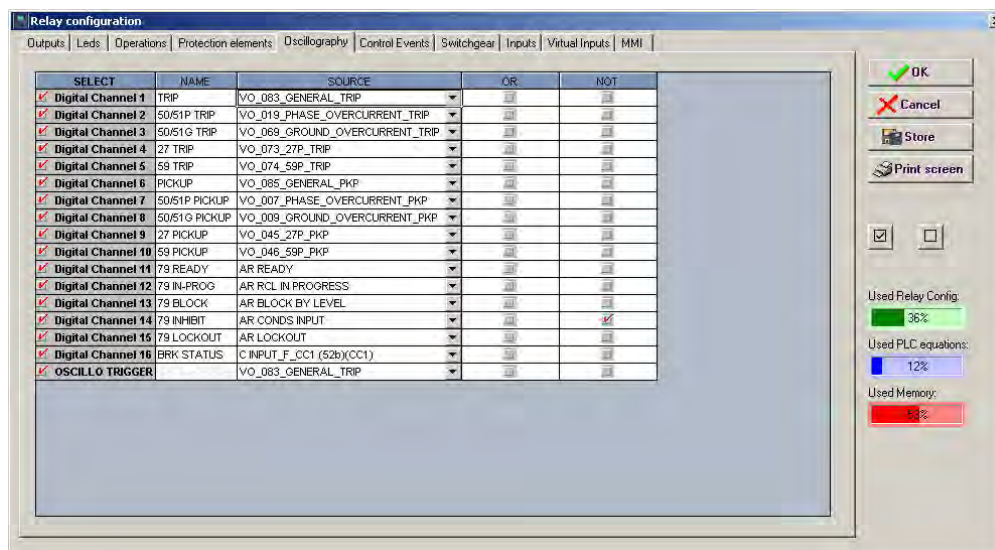 Relay configuration
Outputs Leds Operations Protection elements Oscillography Control Events Switchgear Inputs Virtual Inputs MMI
SELECT NAME SOURCE OR NOT
Digital Channel 1 TRIP VO_083_GENERAL_TRIP
Digital Channel 2 50/51P TRIP VO_019_PHASE_OVERCURRENT_TRIP
Digital Channel 3 50/51G TRIP VO_069_GROUND_OVERCURRENT_TRIP
Digital Channel 4 27 TRIP VO_073_27P_TRIP
Digital Channel 5 59 TRIP VO_074_59P_TRIP
Digital Channel 6 PICKUP VO_085_GENERAL_PKP
Digital Channel 7 50/51P PICKUP VO_007_PHASE_OVERCURRENT_PKP
Digital Channel 8 50/51G PICKUP VO_009_GROUND_OVERCURRENT_PKP
Digital Channel 9 27 PICKUP VO_045_27P_PKP
Digital Channel 10 59 PICKUP VO_046_59P_PKP
Digital Channel 11 79 READY AR READY
Digital Channel 12 79 IN-PROG AR RCL IN PROGRESS
Digital Channel 13 79 BLOCK AR BLOCK BY LEVEL
Digital Channel 14 79 INHIBIT AR CONDS INPUT
Digital Channel 15 79 LOCKOUT AR LOCKOUT
Digital Channel 16 BRK STATUS C INPUT_F_CC1 (52b)(CC1)
OSCILLO TRIGGER VO_083_GENERAL_TRIP
OK
Cancel
Store
Print screen
Used Relay Config:
36%
Used PLC equations:
12%
Used Memory:
53%